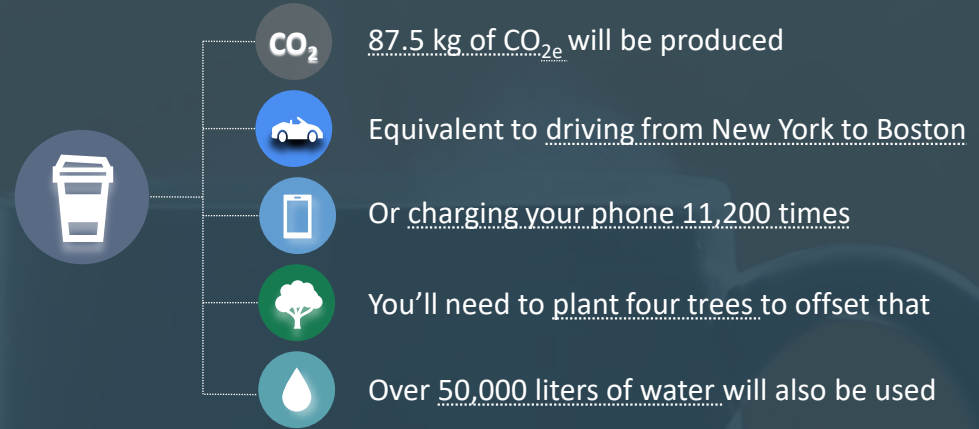 CO₂
87.5 kg of CO₂ₑ will be produced
Equivalent to driving from New York to Boston
Or charging your phone 11,200 times
You’ll need to plant four trees to offset that
Over 50,000 liters of water will also be used